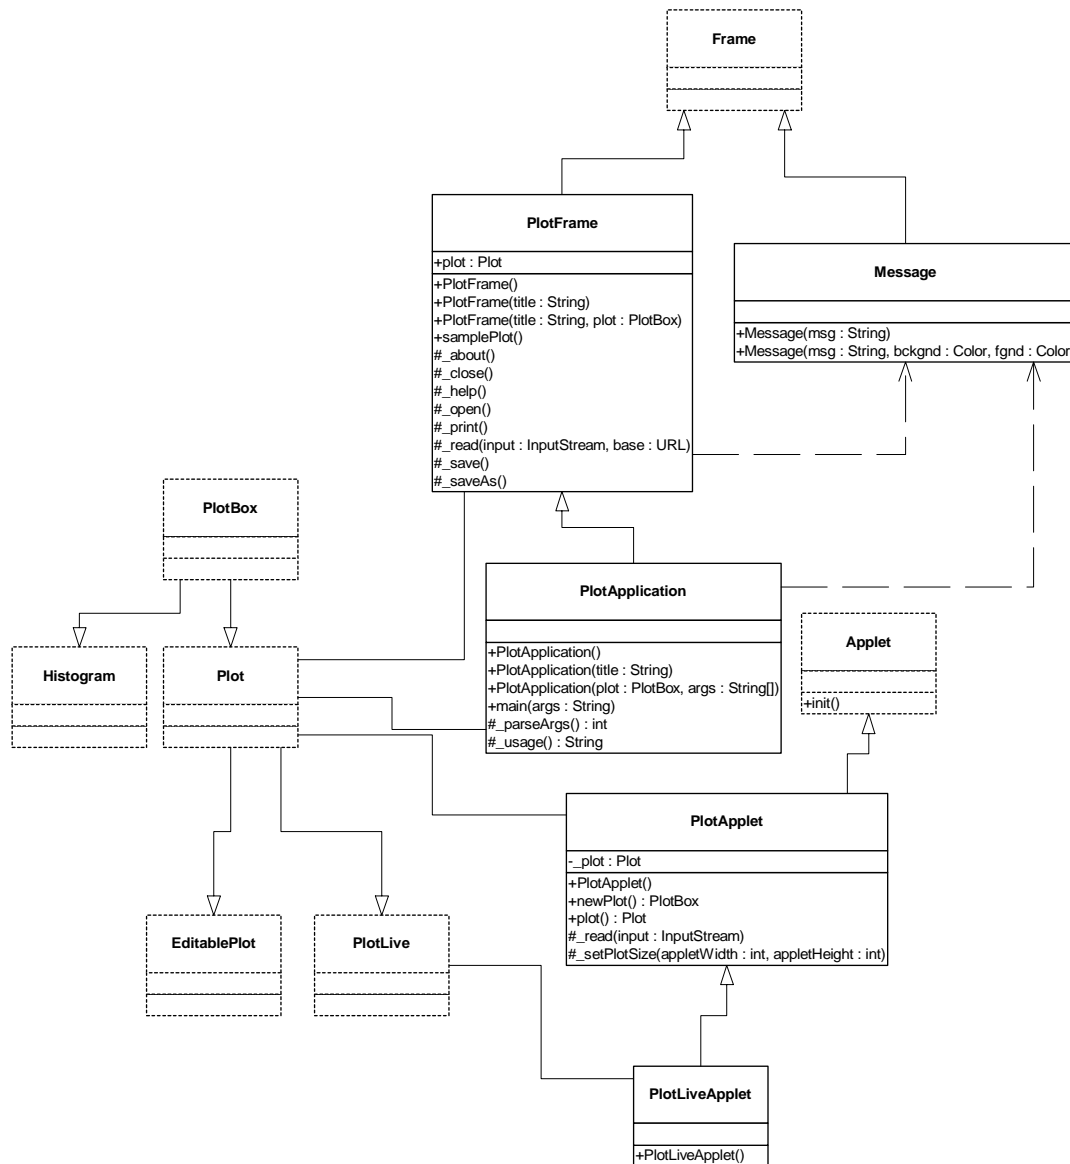 Frame
PlotFrame
+plot : Plot
+PlotFrame()
+PlotFrame(title : String)
+PlotFrame(title : String, plot : PlotBox)
+samplePlot()
#_about()
#_close()
#_help()
#_open()
#_print()
#_read(input : InputStream, base : URL)
#_save()
#_saveAs()
Message
+Message(msg : String)
+Message(msg : String, bckgnd : Color, fgnd : Color
PlotBox
Histogram
Plot
PlotApplication
+PlotApplication()
+PlotApplication(title : String)
+PlotApplication(plot : PlotBox, args : String[])
+main(args : String)
#_parseArgs() : int
#_usage() : String
Applet
+init()
PlotApplet
-_plot : Plot
+PlotApplet()
+newPlot() : PlotBox
+plot() : Plot
#_read(input : InputStream)
#_setPlotSize(appletWidth : int, appletHeight : int)
EditablePlot
PlotLive
PlotLiveApplet
+PlotLiveApplet()